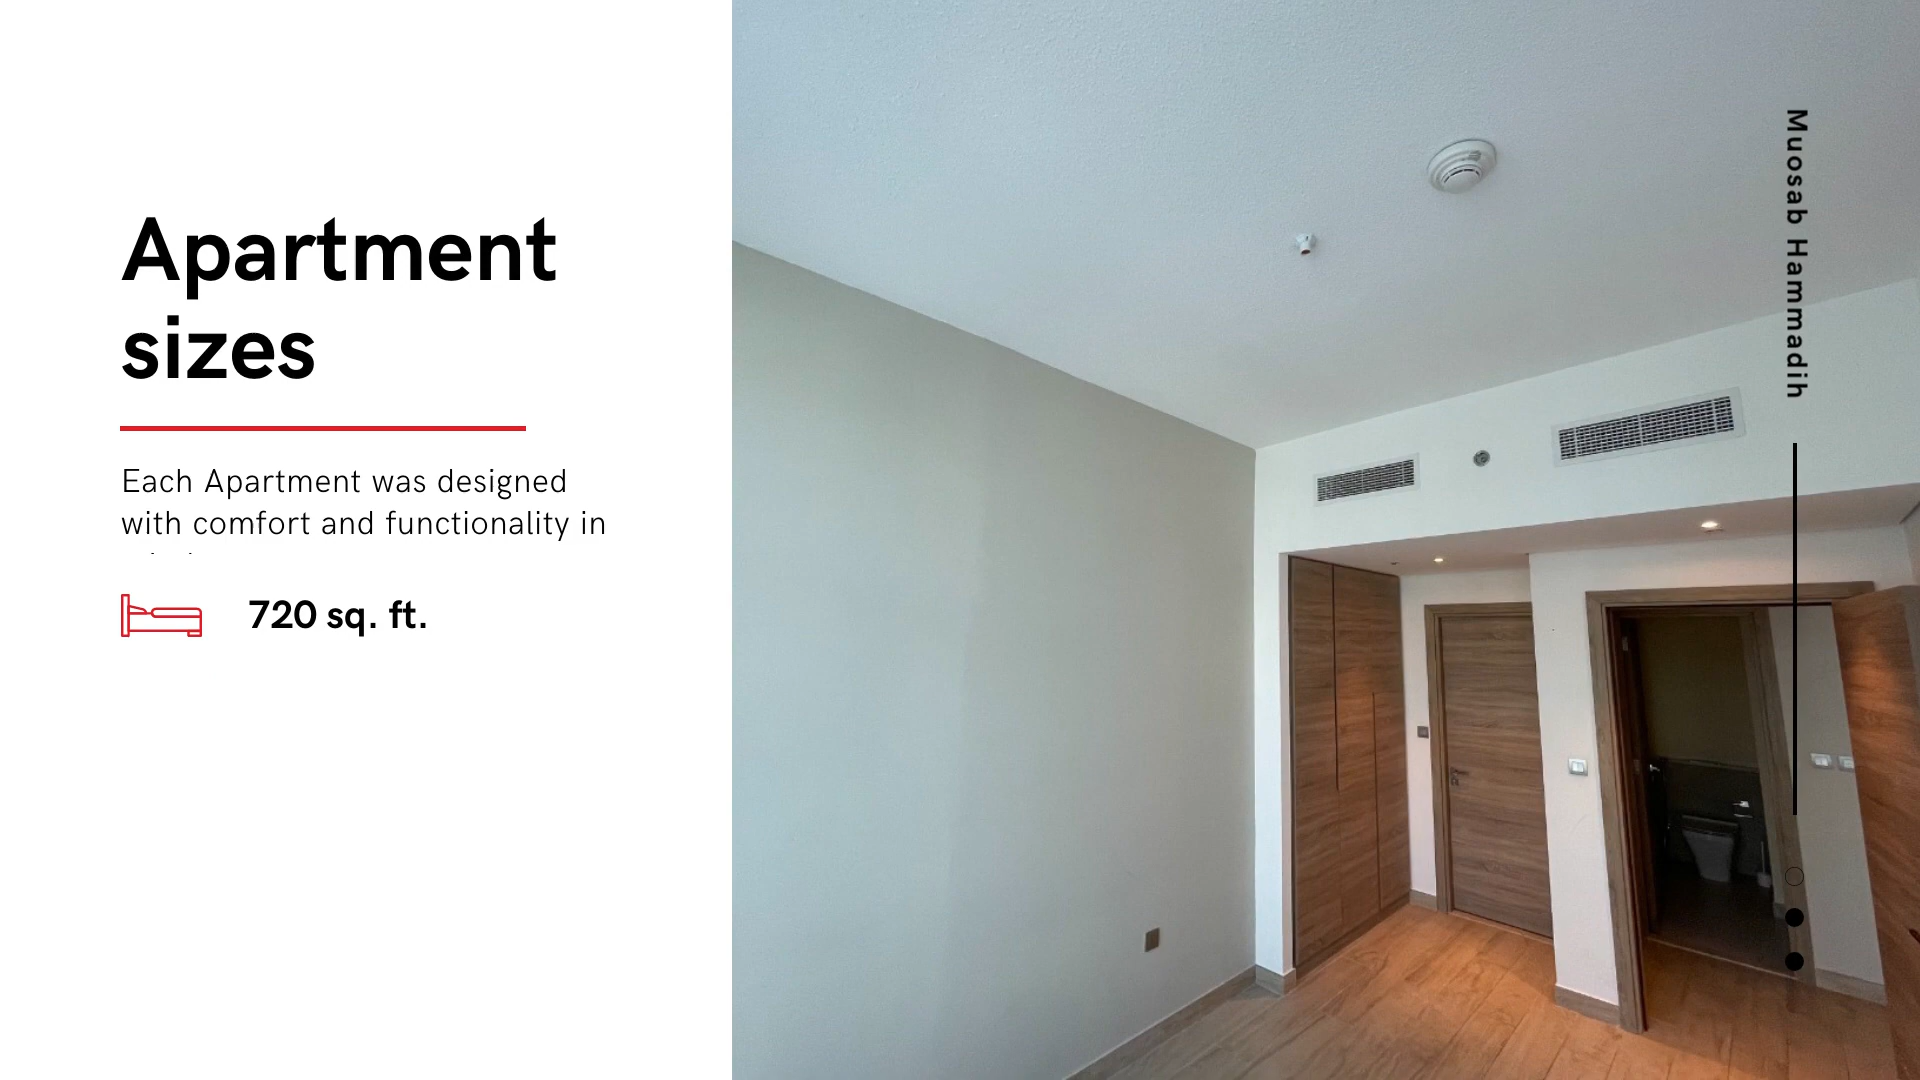 Apartment
sizes
Each Apartment was designed
with comfort and functionality in
720 sq. ft.
Muosab Hammadih